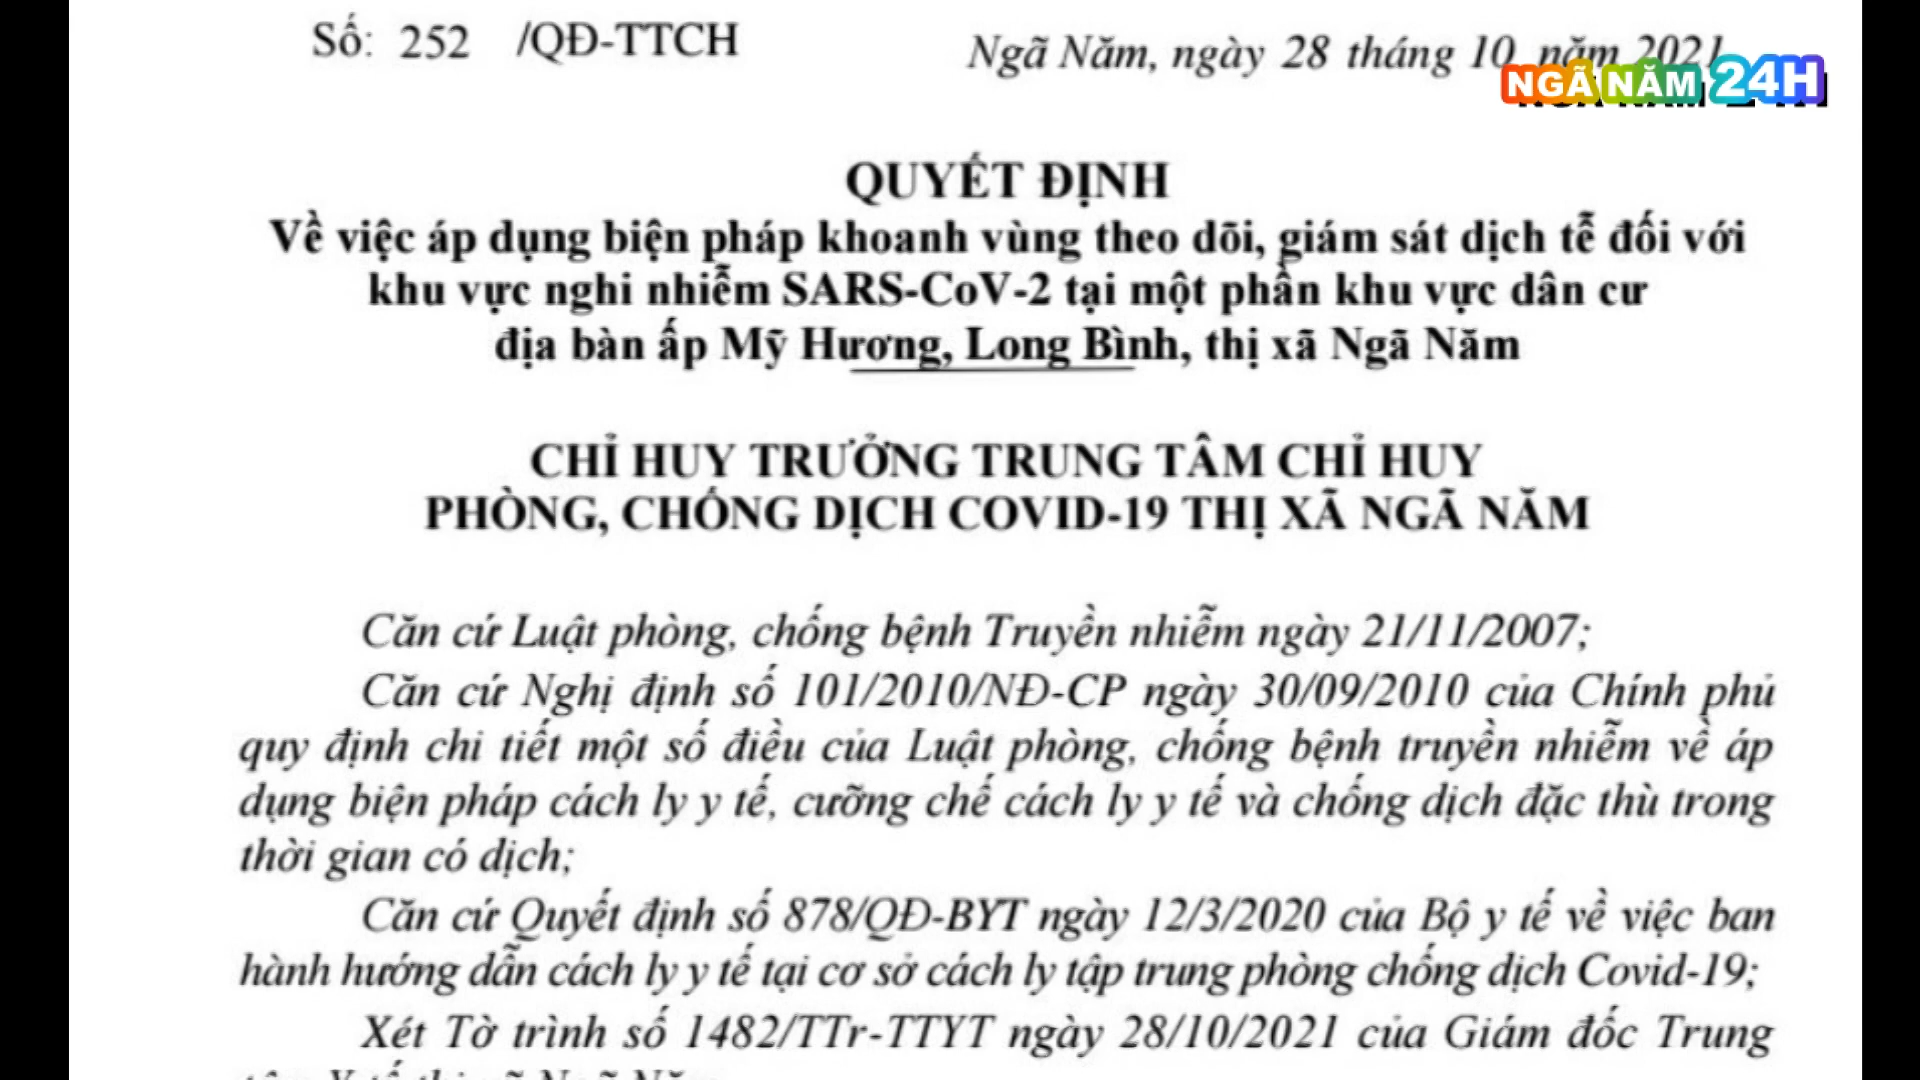 Số: 252 /QĐ-TTCH
Ngã Năm, ngày 28 tháng 10 năm 2021
NGÃ NĂM 24H
QUYẾT ĐỊNH
Về việc áp dụng biện pháp khoanh vùng theo dõi, giám sát dịch tễ đối với
khu vực nghi nhiễm SARS-CoV-2 tại một phần khu vực dân cư
địa bàn ấp Mỹ Hương, Long Bình, thị xã Ngã Năm
CHỈ HUY TRƯỞNG TRUNG TÂM CHỈ HUY
PHÒNG, CHỐNG DỊCH COVID-19 THỊ XÃ NGÃ NĂM
Căn cứ Luật phòng, chống bệnh Truyền nhiễm ngày 21/11/2007;
Căn cứ Nghị định số 101/2010/NĐ-CP ngày 30/09/2010 của Chính phủ
quy định chi tiết một số điều của Luật phòng, chống bệnh truyền nhiễm về áp
dụng biện pháp cách ly y tế, cưỡng chế cách ly y tế và chống dịch đặc thù trong
thời gian có dịch;
Căn cứ Quyết định số 878/QĐ-BYT ngày 12/3/2020 của Bộ y tế về việc ban
hành hướng dẫn cách ly y tế tại cơ sở cách ly tập trung phòng chống dịch Covid-19;
Xét Tờ trình số 1482/TTr-TTYT ngày 28/10/2021 của Giám đốc Trung